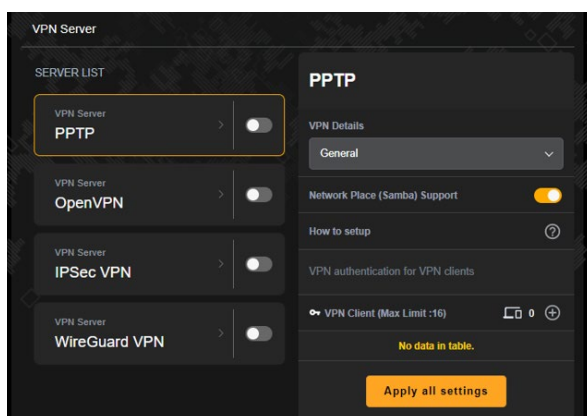 VPN Server
SERVER LIST
VPN Server
PPTP
VPN Server
OpenVPN
VPN Server
IPSec VPN
VPN Server
WireGuard VPN
PPTP
VPN Details
General
Network Place (Samba) Support
How to setup
VPN authentication for VPN clients
VPN Client (Max Limit :16) 0
No data in table.
Apply all settings